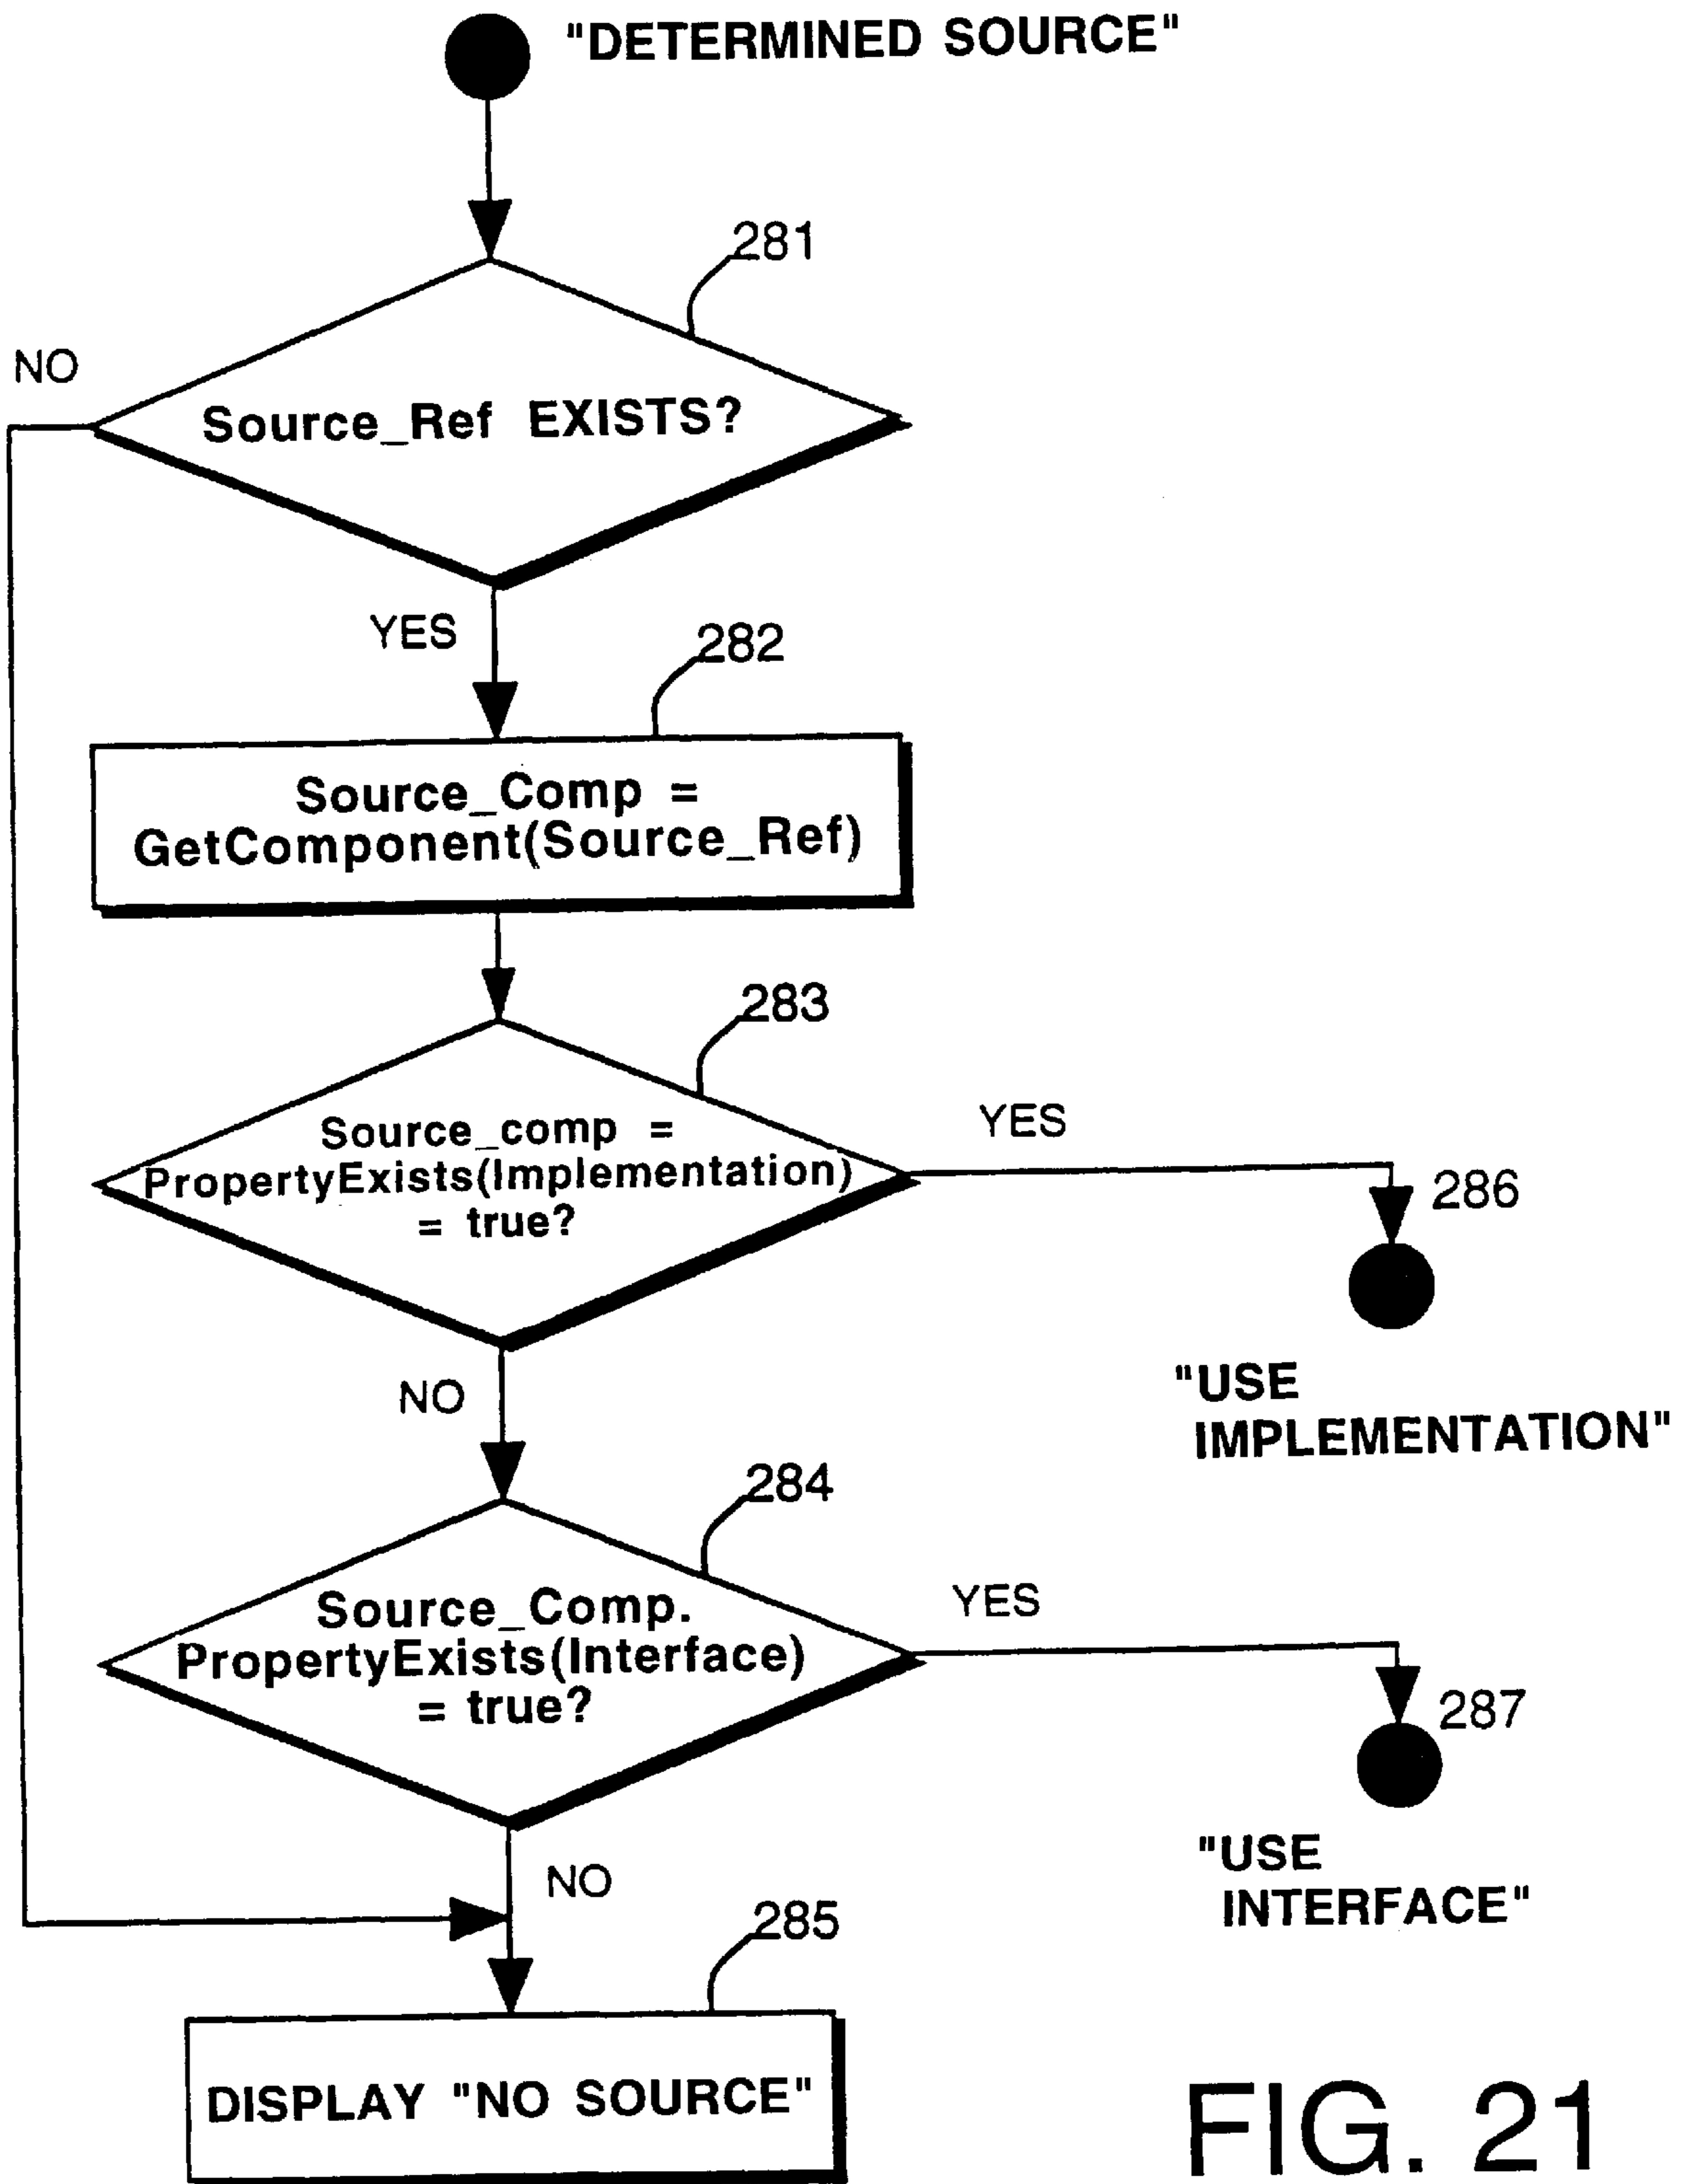 "DETERMINED SOURCE"
281
NO
Source_Ref EXISTS?
YES
282
Source_Comp =
GetComponent(Source_Ref)
283
Source_comp =
PropertyExists(Implementation)
= true?
YES
286
"USE
IMPLEMENTATION"
NO
284
Source_Comp.
PropertyExists(Interface)
= true?
YES
287
"USE
INTERFACE"
NO
285
DISPLAY "NO SOURCE"
FIG. 21